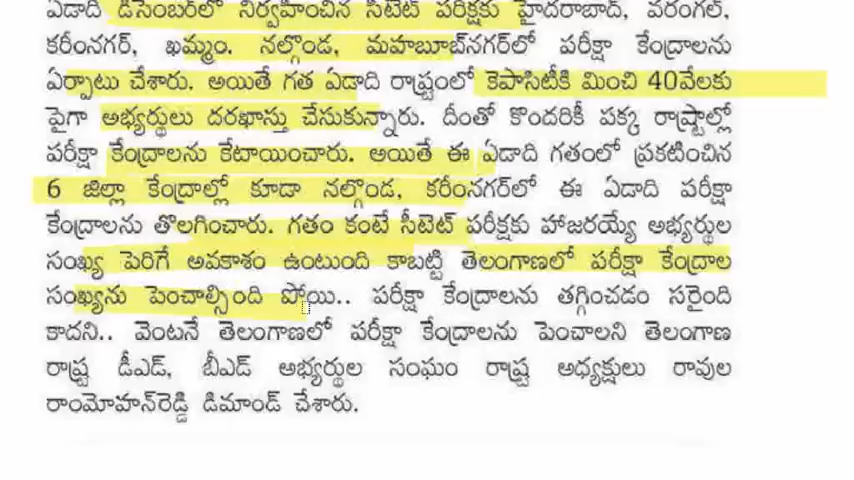 ఏడాది డిసెంబర్‌లో నిర్వహించిన సీటెట్ పరీక్షకు హైదరాబాద్, వరంగల్,
కరీంనగర్, ఖమ్మం. నల్గొండ, మహబూబ్‌నగర్‌లో పరీక్షా కేంద్రాలను
ఏర్పాటు చేశారు. అయితే గత ఏడాది రాష్ట్రంలో కెపాసిటీకి మించి 40వేలకు
పైగా అభ్యర్థులు దరఖాస్తు చేసుకున్నారు. దీంతో కొందరికీ పక్క రాష్ట్రాల్లో
పరీక్షా కేంద్రాలను కేటాయించారు. అయితే ఈ ఏడాది గతంలో ప్రకటించిన
6 జిల్లా కేంద్రాల్లో కూడా నల్గొండ, కరీంనగర్‌లో ఈ ఏడాది పరీక్షా
కేంద్రాలను తొలగించారు. గతం కంటే సీటెట్ పరీక్షకు హాజరయ్యే అభ్యర్థుల
సంఖ్య పెరిగే అవకాశం ఉంటుంది కాబట్టి తెలంగాణలో పరీక్షా కేంద్రాల
సంఖ్యను పెంచాల్సింది పోయి.. పరీక్షా కేంద్రాలను తగ్గించడం సరైంది
కాదని.. వెంటనే తెలంగాణలో పరీక్షా కేంద్రాలను పెంచాలని తెలంగాణ
రాష్ట్ర డీఎడ్, బీఎడ్ అభ్యర్థుల సంఘం రాష్ట్ర అధ్యక్షులు రావుల
రాంమోహన్‌రెడ్డి డిమాండ్ చేశారు.